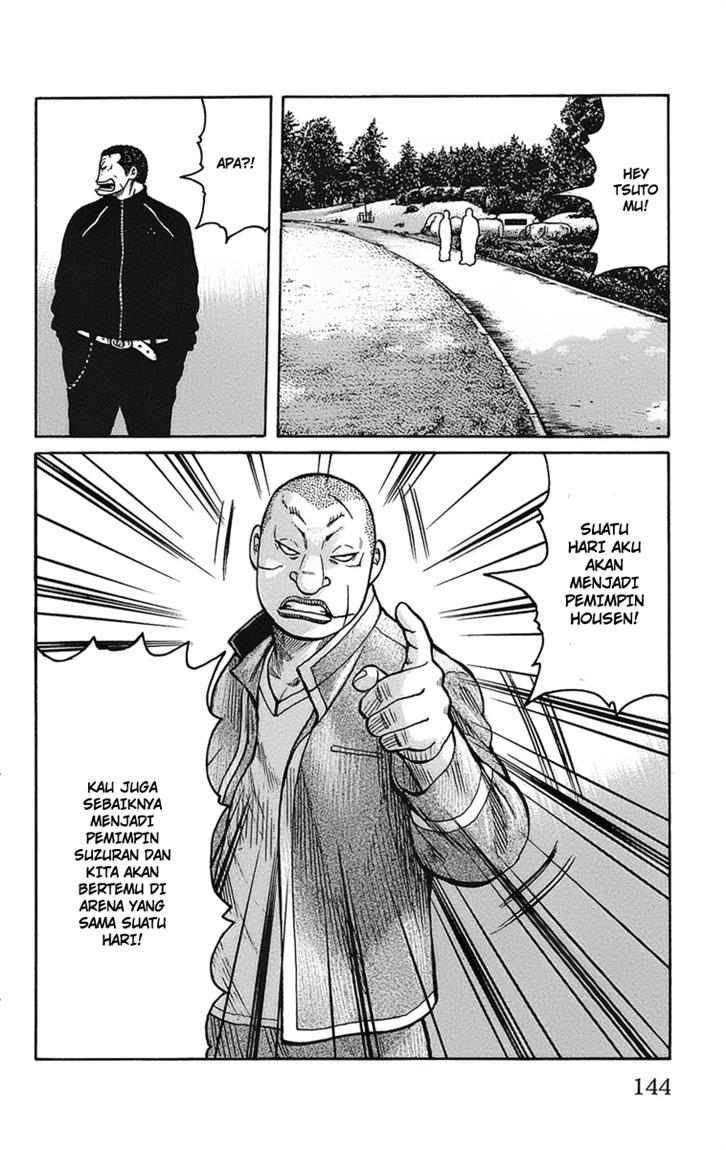 HEY
TSUTO
MU!
APA?!
SUATU
HARI AKU
AKAN
MENJADI
PEMIMPIN
HOUSEN!
KAU JUGA
SEBAIKNYA
MENJADI
PEMIMPIN
SUZURAN DAN
KITA AKAN
BERTEMU DI
ARENA YANG
SAMA SUATU
HARI!
144